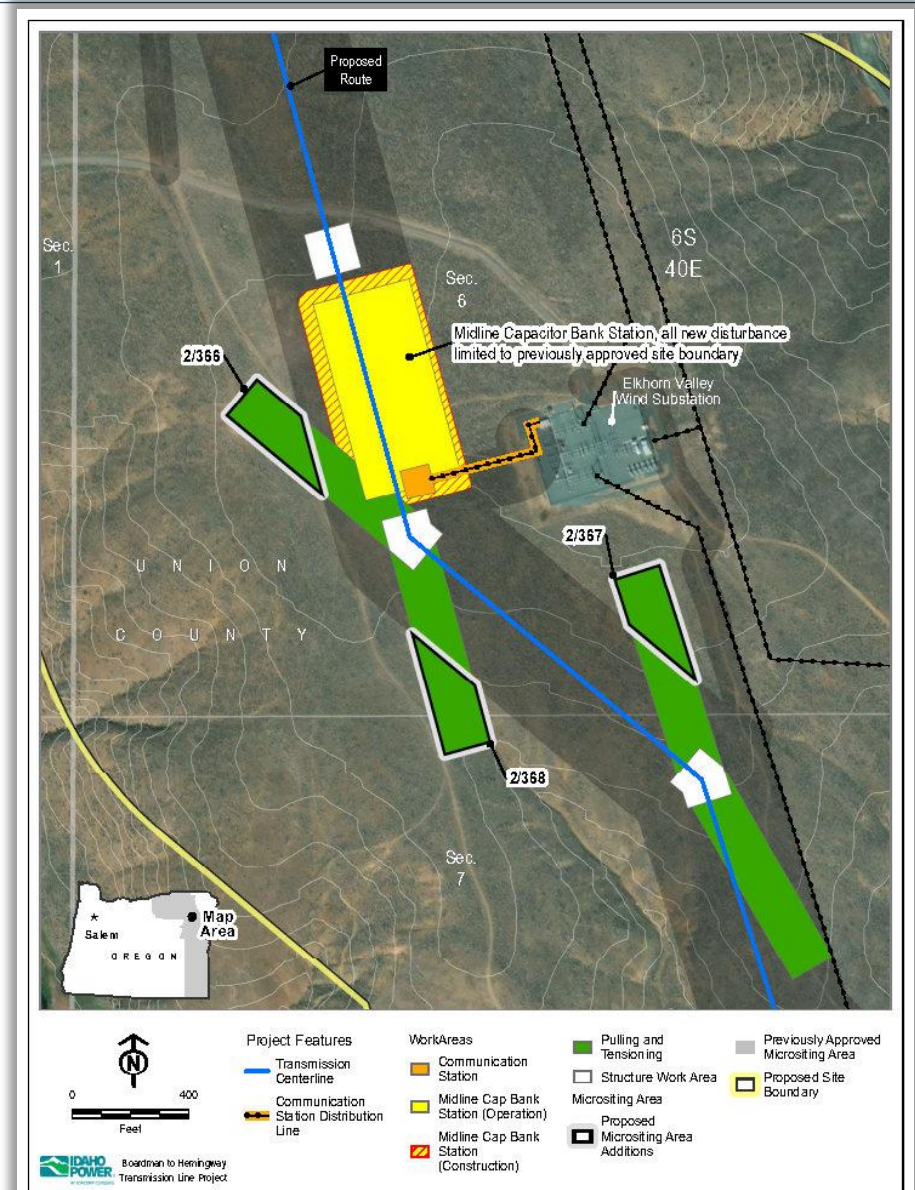 Proposed
Route
Sec.
1
6S
40E
Sec.
6
Midline Capacitor Bank Station, all new disturbance
limited to previously approved site boundary
2/366
Elkhorn Valley
Wind Substation
2/367
UNION
COUNTY
2/368
Sec.
7
Map
Area
Salem
OREGON
N
0 400
Feet
IDAHO
POWER
Boardman to Hemingway
Transmission Line Project
Project Features
Transmission
Centerline
Communication
Station Distribution
Line
WorkAreas
Communication
Station
Midline Cap Bank
Station (Operation)
Midline Cap Bank
Station
(Construction)
Pulling and
Tensioning
Structure Work Area
Micrositing Area
Proposed
Micrositing Area
Additions
Previously Approved
Micrositing Area
Proposed Site
Boundary